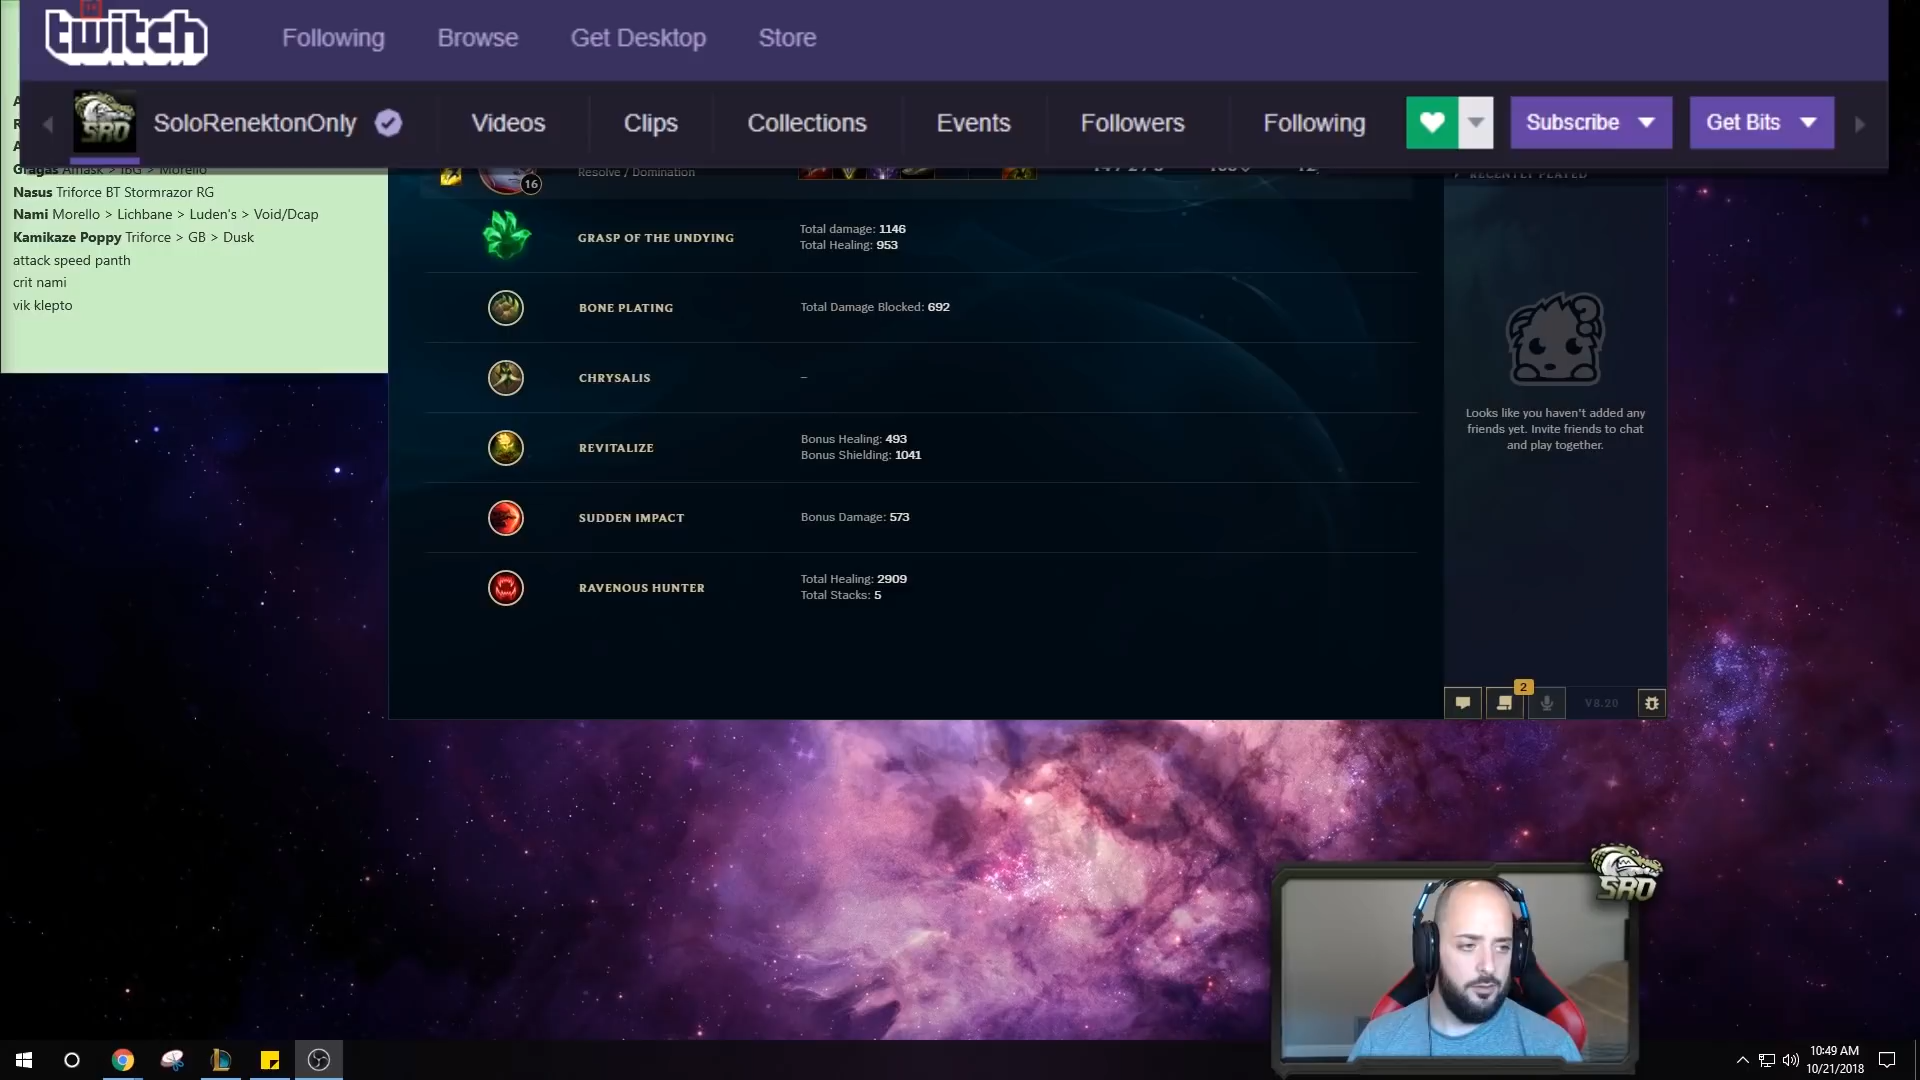 twitch
Following
Browse
Get Desktop
Store
SRO
SoloRenektonOnly
Videos
Clips
Collections
Events
Followers
Following
Subscribe
Get Bits
Gragas
Nasus Triforce BT Stormrazor RG
Nami Morello > Lichbane > Luden's > Void/Dcap
Kamikaze Poppy Triforce > GB > Dusk
attack speed panth
crit nami
vik klepto
16
Resolve / Domination
RECENTLY PLAYED
GRASP OF THE UNDYING
Total damage: 1146
Total Healing: 953
BONE PLATING
Total Damage Blocked: 692
CHRYSALIS
–
REVITALIZE
Bonus Healing: 493
Bonus Shielding: 1041
SUDDEN IMPACT
Bonus Damage: 573
RAVENOUS HUNTER
Total Healing: 2909
Total Stacks: 5
Looks like you haven't added any
friends yet. Invite friends to chat
and play together.
2
V8.20
SRO
10:49 AM
10/21/2018